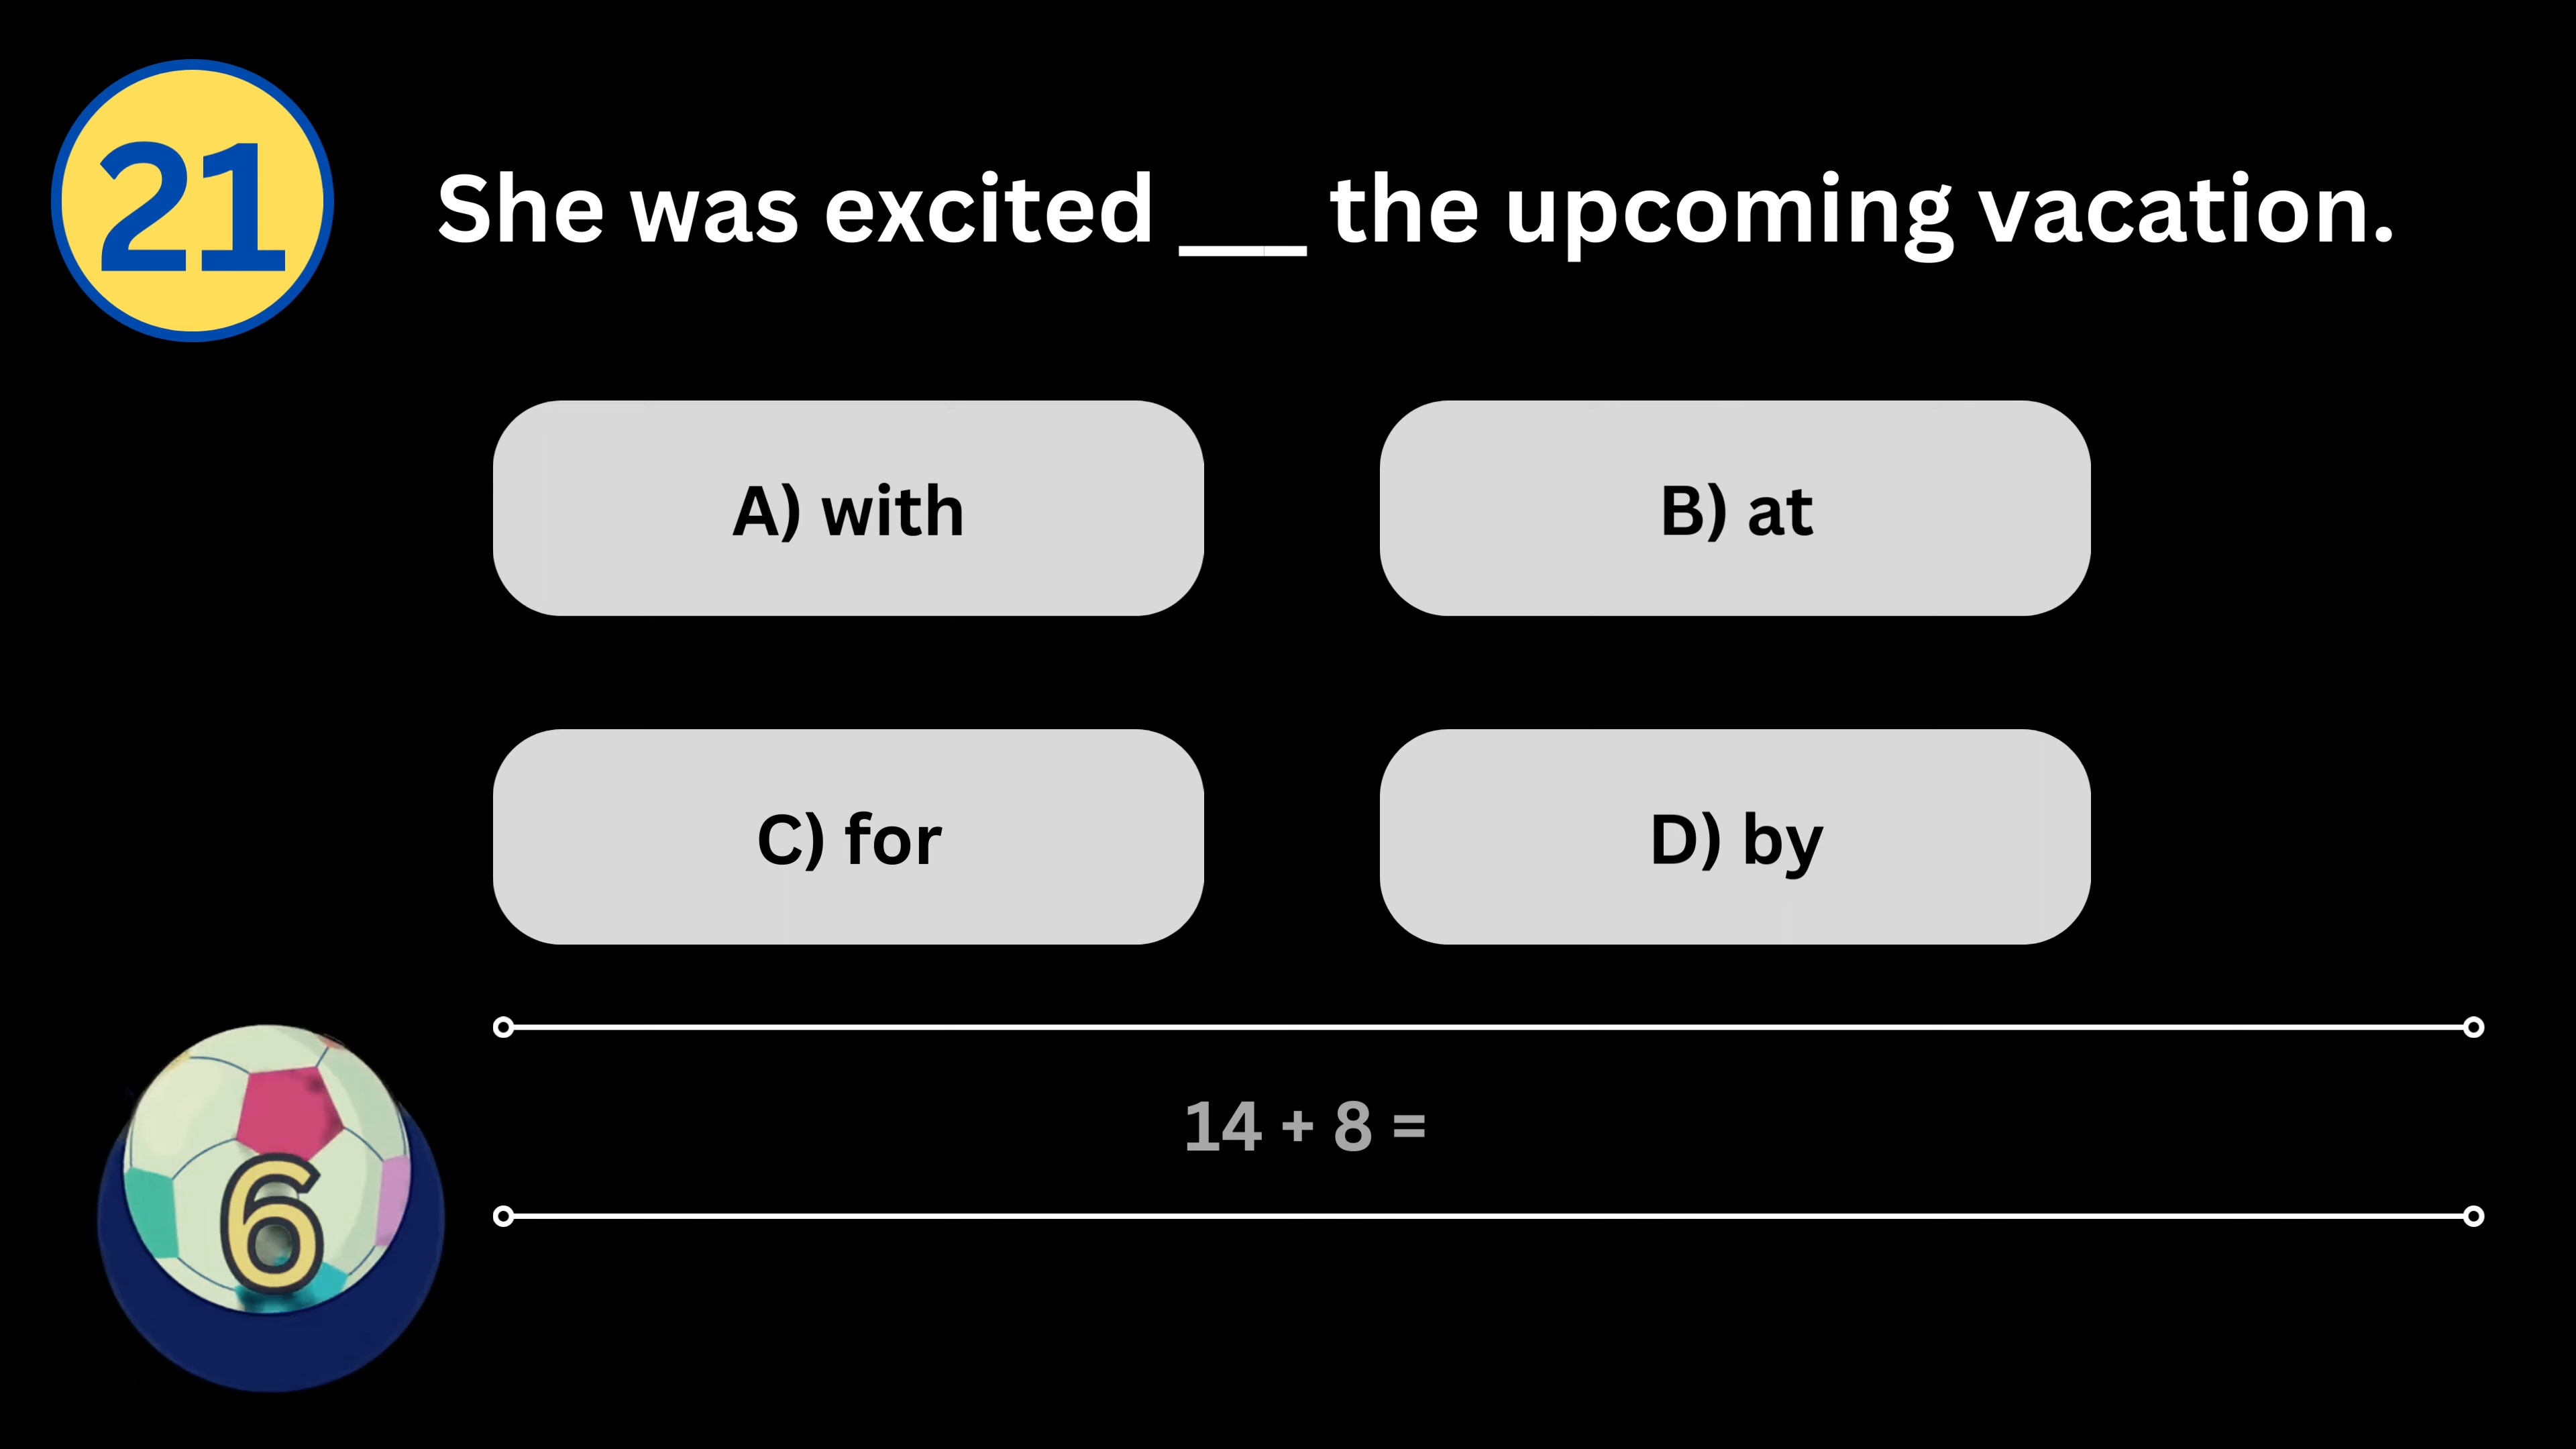 21
She was excited ___ the upcoming vacation.
A) with
B) at
C) for
D) by
14 + 8 =
6